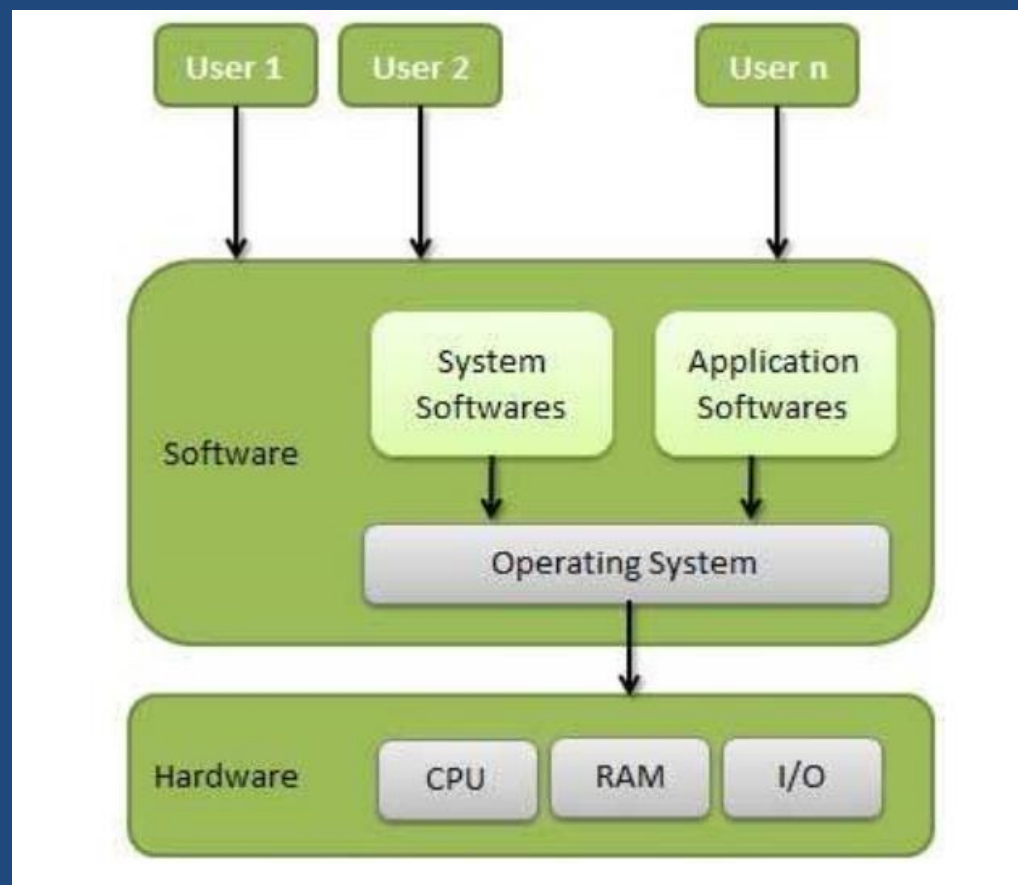 User 1
User 2
User n
System
Softwares
Application
Softwares
Software
Operating System
Hardware
CPU
RAM
I/O